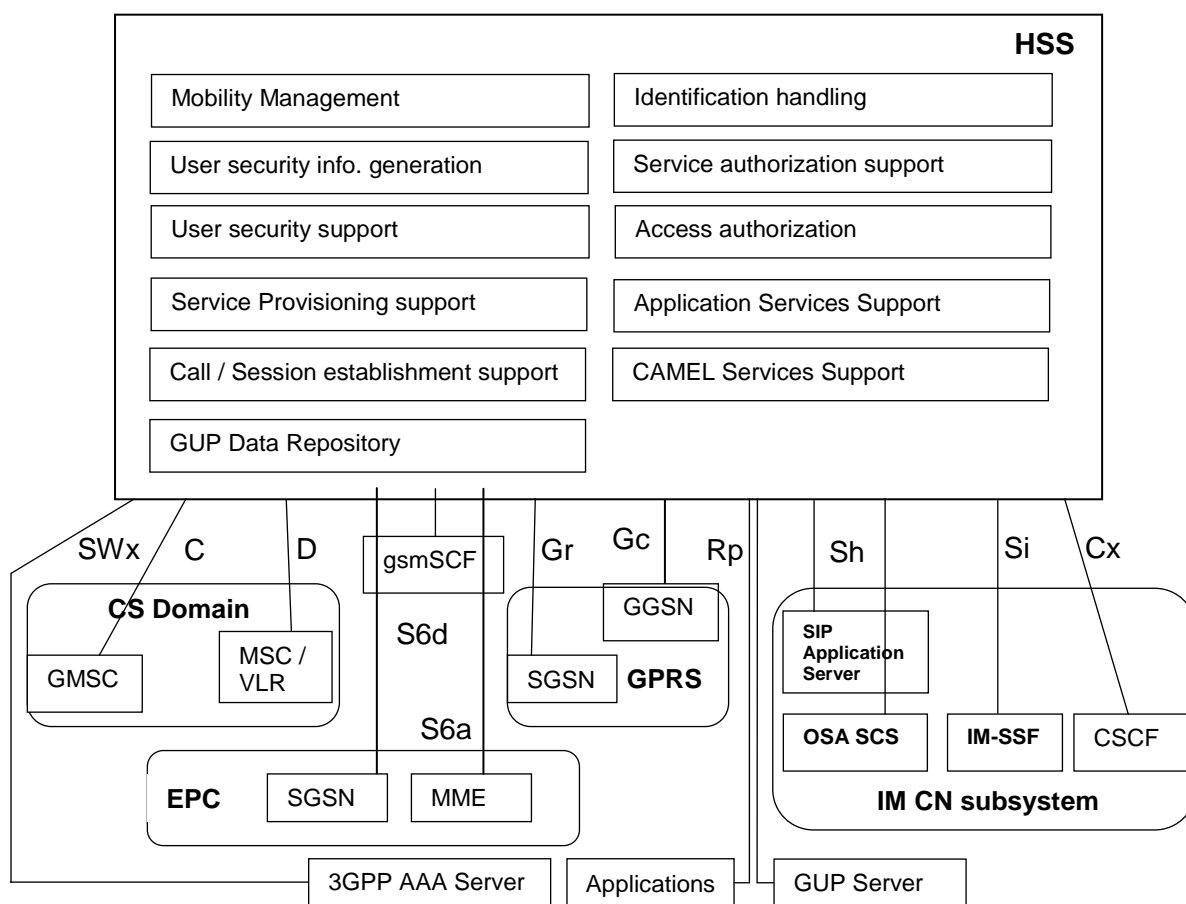 HSS
Mobility Management
Identification handling
User security info. generation
Service authorization support
User security support
Access authorization
Service Provisioning support
Application Services Support
Call / Session establishment support
CAMEL Services Support
GUP Data Repository
SWx
C
D
gsmSCF
Gr
Gc
Rp
Sh
Si
Cx
CS Domain
GMSC
MSC /
VLR
S6d
S6a
GGSN
SGSN
GPRS
SIP
Application
Server
OSA SCS
IM-SSF
CSCF
IM CN subsystem
EPC
SGSN
MME
3GPP AAA Server
Applications
GUP Server